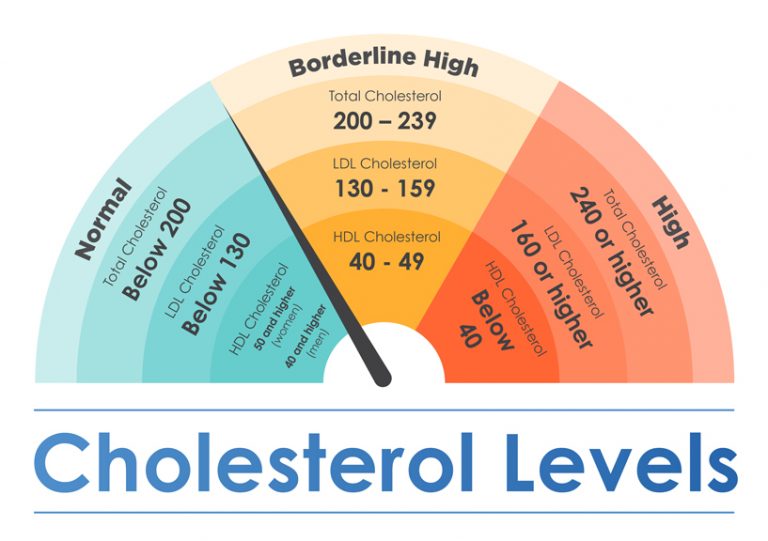 Normal
Total Cholesterol
Below 200
LDL Cholesterol
Below 130
HDL Cholesterol
50 and higher
(women)
40 and higher
(men)
Borderline High
Total Cholesterol
200 – 239
LDL Cholesterol
130 - 159
HDL Cholesterol
40 - 49
High
Total Cholesterol
240 or higher
LDL Cholesterol
160 or higher
HDL Cholesterol
Below
40
Cholesterol Levels